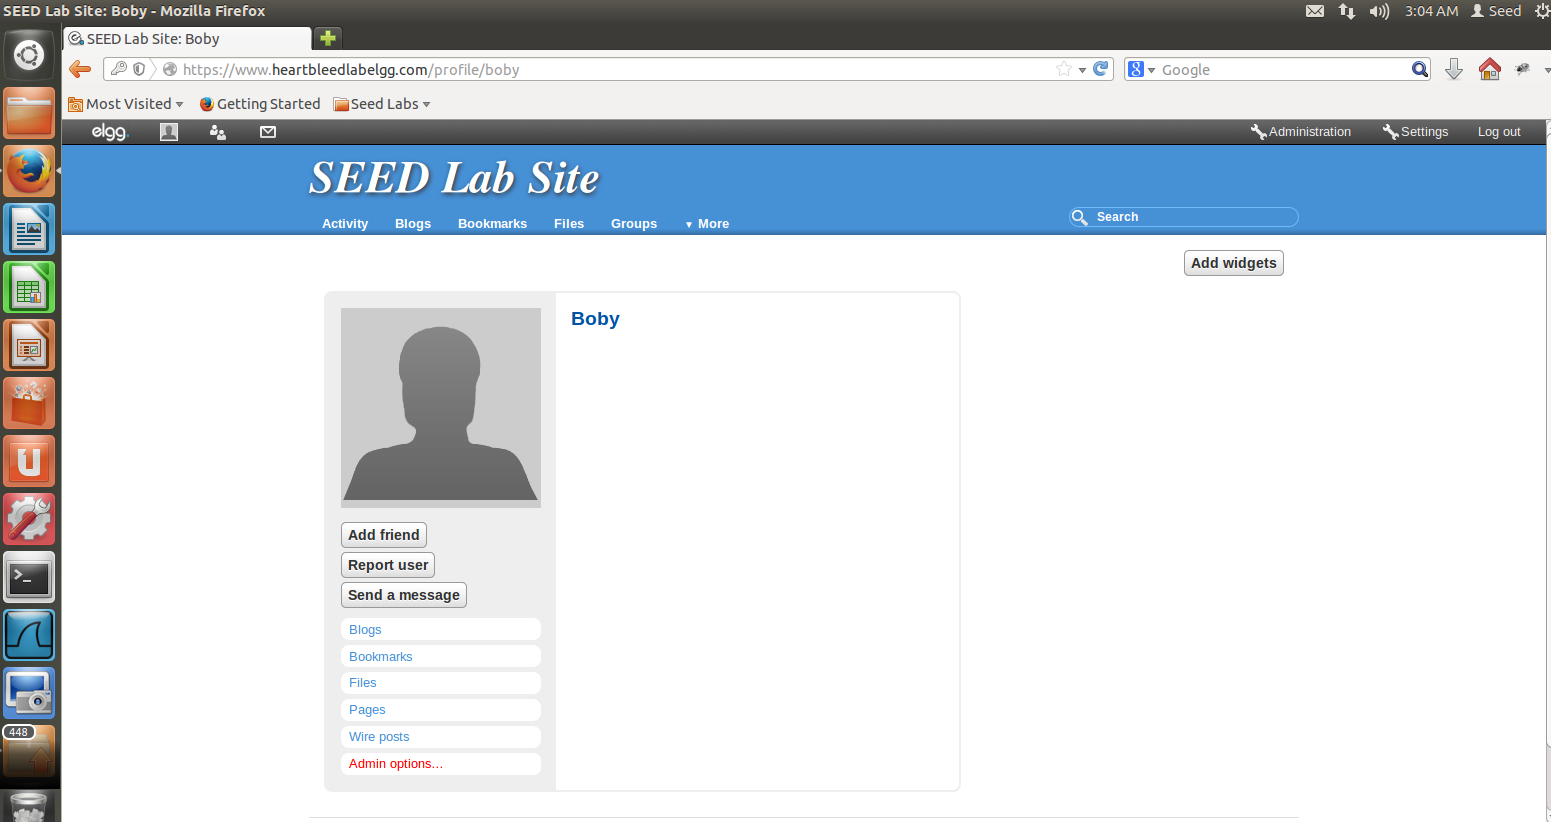 SEED Lab Site: Boby - Mozilla Firefox
3:04 AM Seed
SEED Lab Site: Boby
https://www.heartbleedlabelgg.com/profile/boby
Google
Most Visited Getting Started Seed Labs
elgg. Administration Settings Log out
SEED Lab Site
Activity Blogs Bookmarks Files Groups ▼ More
Search
Add widgets
Boby
Add friend
Report user
Send a message
Blogs
Bookmarks
Files
Pages
Wire posts
Admin options...
448